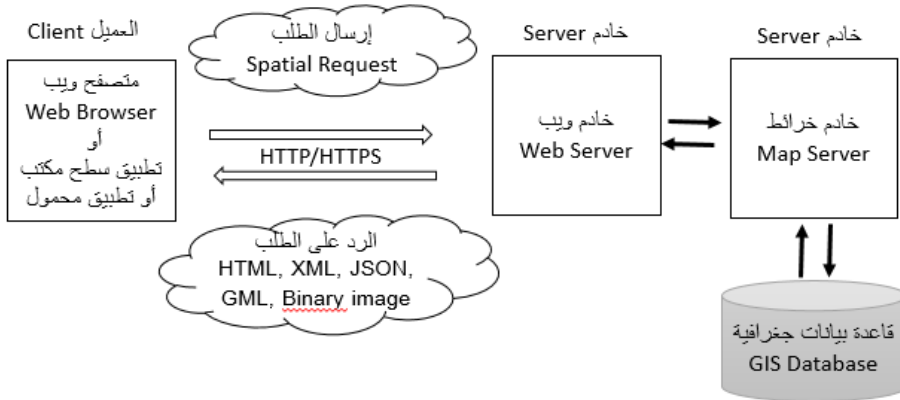 العميل Client
متصفح ويب
Web Browser
أو
تطبيق سطح مكتب
أو تطبيق محمول
إرسال الطلب
Spatial Request
HTTP/HTTPS
الرد على الطلب
HTML, XML, JSON,
GML, Binary image
خادم Server
خادم ويب
Web Server
خادم Server
خادم خرائط
Map Server
قاعدة بيانات جغرافية
GIS Database